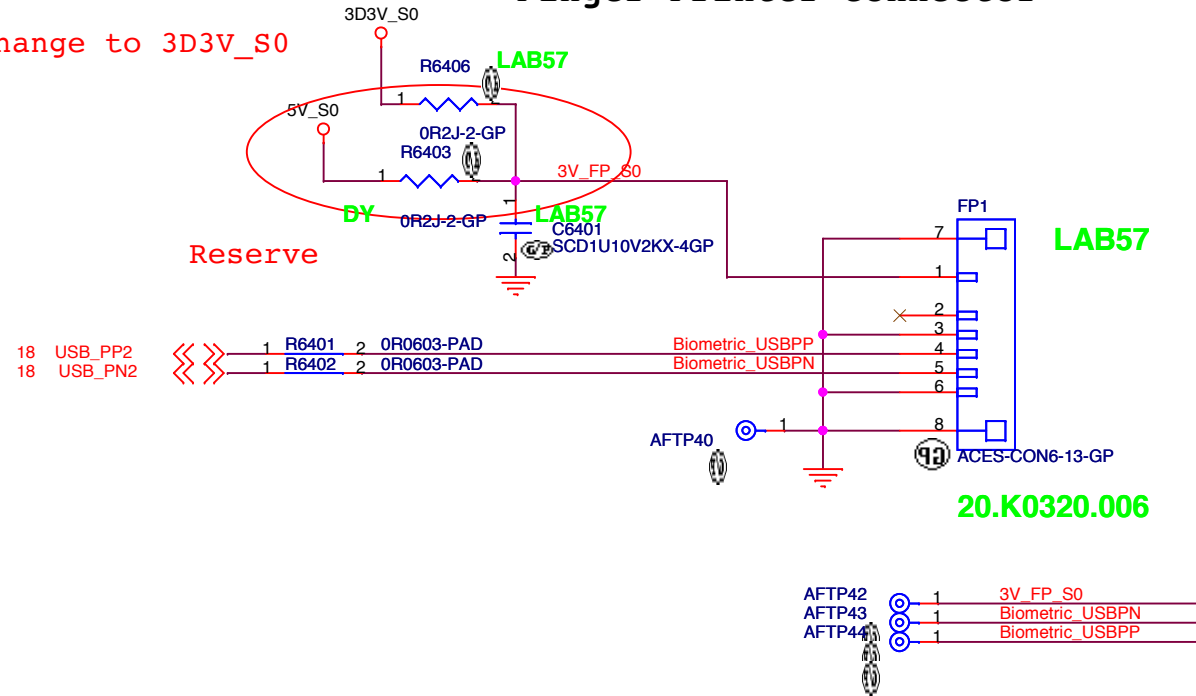 3D3V_S0
hange to 3D3V_S0
R6406
LAB57
1
5V_S0
0R2J-2-GP
R6403
1
3V_FP_S0
1
DY
0R2J-2-GP
LAB57
C6401
SCD1U10V2KX-4GP
2
Reserve
FP1
LAB57
7
1
2
3
4
5
6
8
18 USB_PP2
1 R6401 2 0R0603-PAD
Biometric_USBPP
18 USB_PN2
1 R6402 2 0R0603-PAD
Biometric_USBPN
AFTP40
1
ACES-CON6-13-GP
20.K0320.006
AFTP42 1 3V_FP_S0
AFTP43 1 Biometric_USBPN
AFTP44 1 Biometric_USBPP